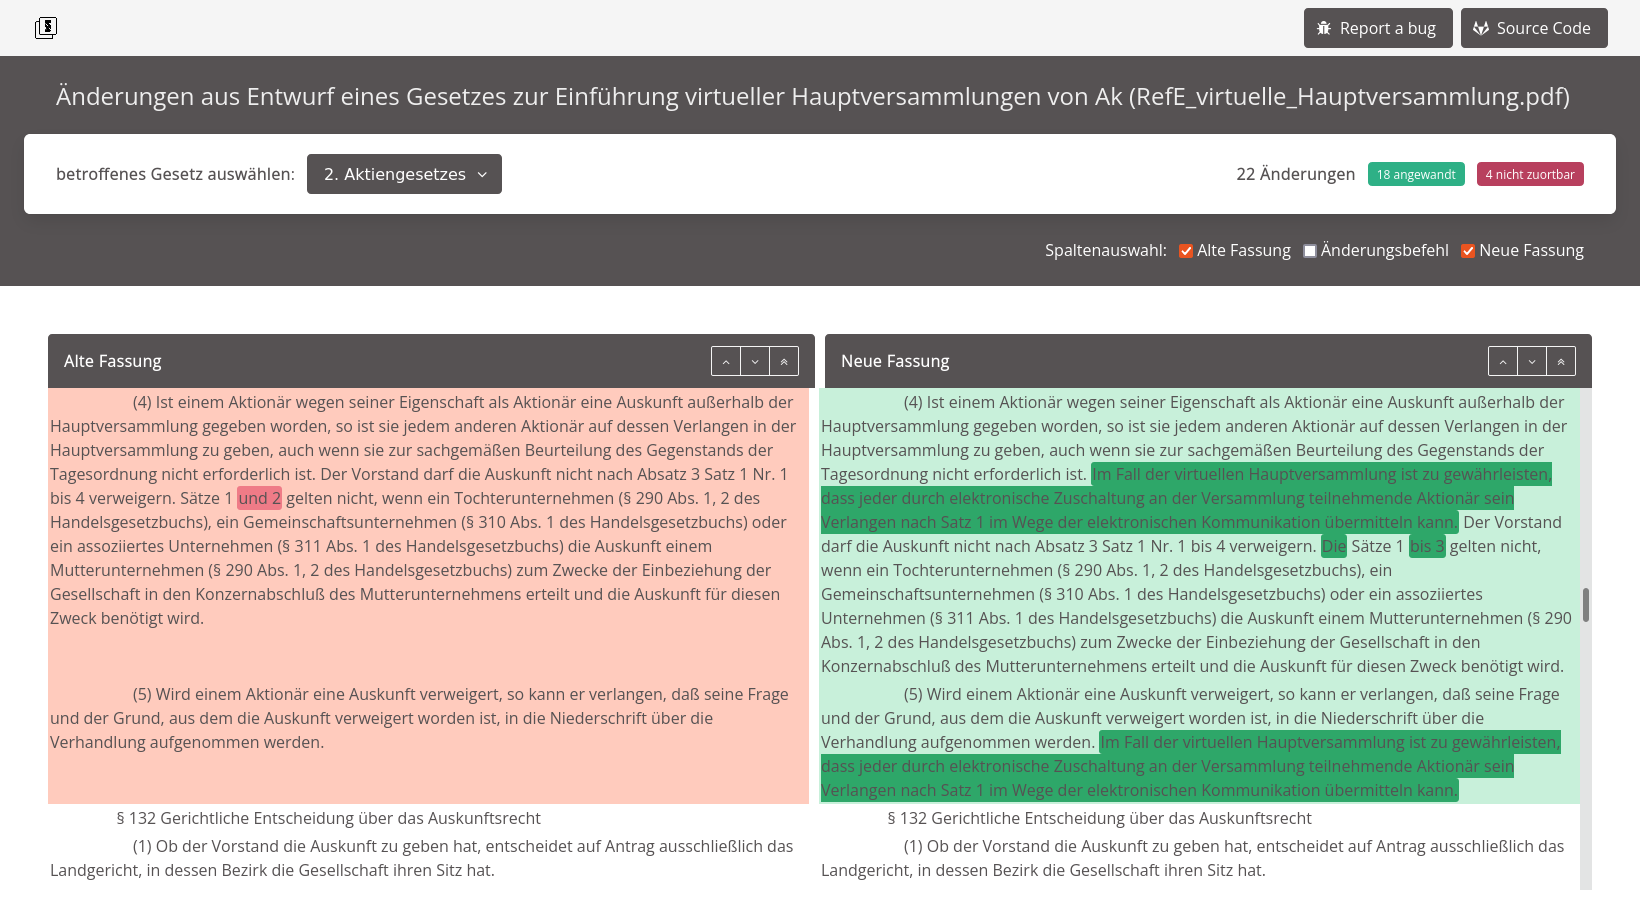 Report a bug
Source Code
Änderungen aus Entwurf eines Gesetzes zur Einführung virtueller Hauptversammlungen von Ak (RefE_virtuelle_Hauptversammlung.pdf)
betroffenes Gesetz auswählen: 2. Aktiengesetzes
22 Änderungen 18 angewandt 4 nicht zuortbar
Spaltenauswahl: Alte Fassung Änderungsbefehl Neue Fassung
Alte Fassung
(4) Ist einem Aktionär wegen seiner Eigenschaft als Aktionär eine Auskunft außerhalb der
Hauptversammlung gegeben worden, so ist sie jedem anderen Aktionär auf dessen Verlangen in der
Hauptversammlung zu geben, auch wenn sie zur sachgemäßen Beurteilung des Gegenstands der
Tagesordnung nicht erforderlich ist. Der Vorstand darf die Auskunft nicht nach Absatz 3 Satz 1 Nr. 1
bis 4 verweigern. Sätze 1 und 2 gelten nicht, wenn ein Tochterunternehmen (§ 290 Abs. 1, 2 des
Handelsgesetzbuchs), ein Gemeinschaftsunternehmen (§ 310 Abs. 1 des Handelsgesetzbuchs) oder
ein assoziiertes Unternehmen (§ 311 Abs. 1 des Handelsgesetzbuchs) die Auskunft einem
Mutterunternehmen (§ 290 Abs. 1, 2 des Handelsgesetzbuchs) zum Zwecke der Einbeziehung der
Gesellschaft in den Konzernabschluß des Mutterunternehmens erteilt und die Auskunft für diesen
Zweck benötigt wird.
(5) Wird einem Aktionär eine Auskunft verweigert, so kann er verlangen, daß seine Frage
und der Grund, aus dem die Auskunft verweigert worden ist, in die Niederschrift über die
Verhandlung aufgenommen werden.
§ 132 Gerichtliche Entscheidung über das Auskunftsrecht
(1) Ob der Vorstand die Auskunft zu geben hat, entscheidet auf Antrag ausschließlich das
Landgericht, in dessen Bezirk die Gesellschaft ihren Sitz hat.
Neue Fassung
(4) Ist einem Aktionär wegen seiner Eigenschaft als Aktionär eine Auskunft außerhalb der
Hauptversammlung gegeben worden, so ist sie jedem anderen Aktionär auf dessen Verlangen in der
Hauptversammlung zu geben, auch wenn sie zur sachgemäßen Beurteilung des Gegenstands der
Tagesordnung nicht erforderlich ist. Im Fall der virtuellen Hauptversammlung ist zu gewährleisten,
dass jeder durch elektronische Zuschaltung an der Versammlung teilnehmende Aktionär sein
Verlangen nach Satz 1 im Wege der elektronischen Kommunikation übermitteln kann. Der Vorstand
darf die Auskunft nicht nach Absatz 3 Satz 1 Nr. 1 bis 4 verweigern. Die Sätze 1 bis 3 gelten nicht,
wenn ein Tochterunternehmen (§ 290 Abs. 1, 2 des Handelsgesetzbuchs), ein
Gemeinschaftsunternehmen (§ 310 Abs. 1 des Handelsgesetzbuchs) oder ein assoziiertes
Unternehmen (§ 311 Abs. 1 des Handelsgesetzbuchs) die Auskunft einem Mutterunternehmen (§ 290
Abs. 1, 2 des Handelsgesetzbuchs) zum Zwecke der Einbeziehung der Gesellschaft in den
Konzernabschluß des Mutterunternehmens erteilt und die Auskunft für diesen Zweck benötigt wird.
(5) Wird einem Aktionär eine Auskunft verweigert, so kann er verlangen, daß seine Frage
und der Grund, aus dem die Auskunft verweigert worden ist, in die Niederschrift über die
Verhandlung aufgenommen werden. Im Fall der virtuellen Hauptversammlung ist zu gewährleisten,
dass jeder durch elektronische Zuschaltung an der Versammlung teilnehmende Aktionär sein
Verlangen nach Satz 1 im Wege der elektronischen Kommunikation übermitteln kann.
§ 132 Gerichtliche Entscheidung über das Auskunftsrecht
(1) Ob der Vorstand die Auskunft zu geben hat, entscheidet auf Antrag ausschließlich das
Landgericht, in dessen Bezirk die Gesellschaft ihren Sitz hat.